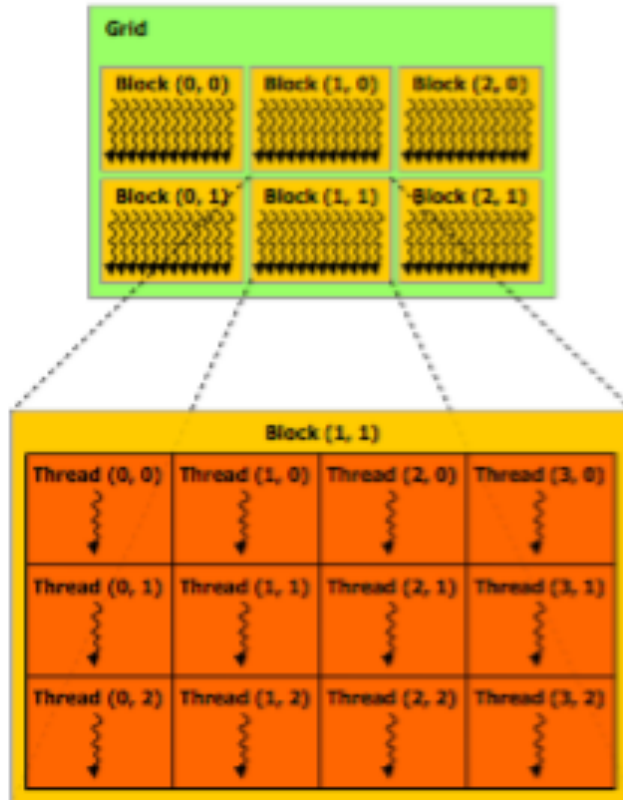 Grid
Block (0, 0) Block (1, 0) Block (2, 0)
Block (0, 1) Block (1, 1) Block (2, 1)
Block (1, 1)
Thread (0, 0) Thread (1, 0) Thread (2, 0) Thread (3, 0)
Thread (0, 1) Thread (1, 1) Thread (2, 1) Thread (3, 1)
Thread (0, 2) Thread (1, 2) Thread (2, 2) Thread (3, 2)